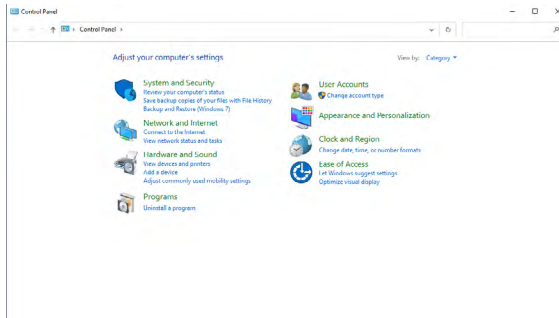 Control Panel
Control Panel
Adjust your computer's settings
View by: Category
System and Security
Review your computer's status
Save backup copies of your files with File History
Backup and Restore (Windows 7)
Network and Internet
Connect to the Internet
View network status and tasks
Hardware and Sound
View devices and printers
Add a device
Adjust commonly used mobility settings
Programs
Uninstall a program
User Accounts
Change account type
Appearance and Personalization
Clock and Region
Change date, time, or number formats
Ease of Access
Let Windows suggest settings
Optimize visual display